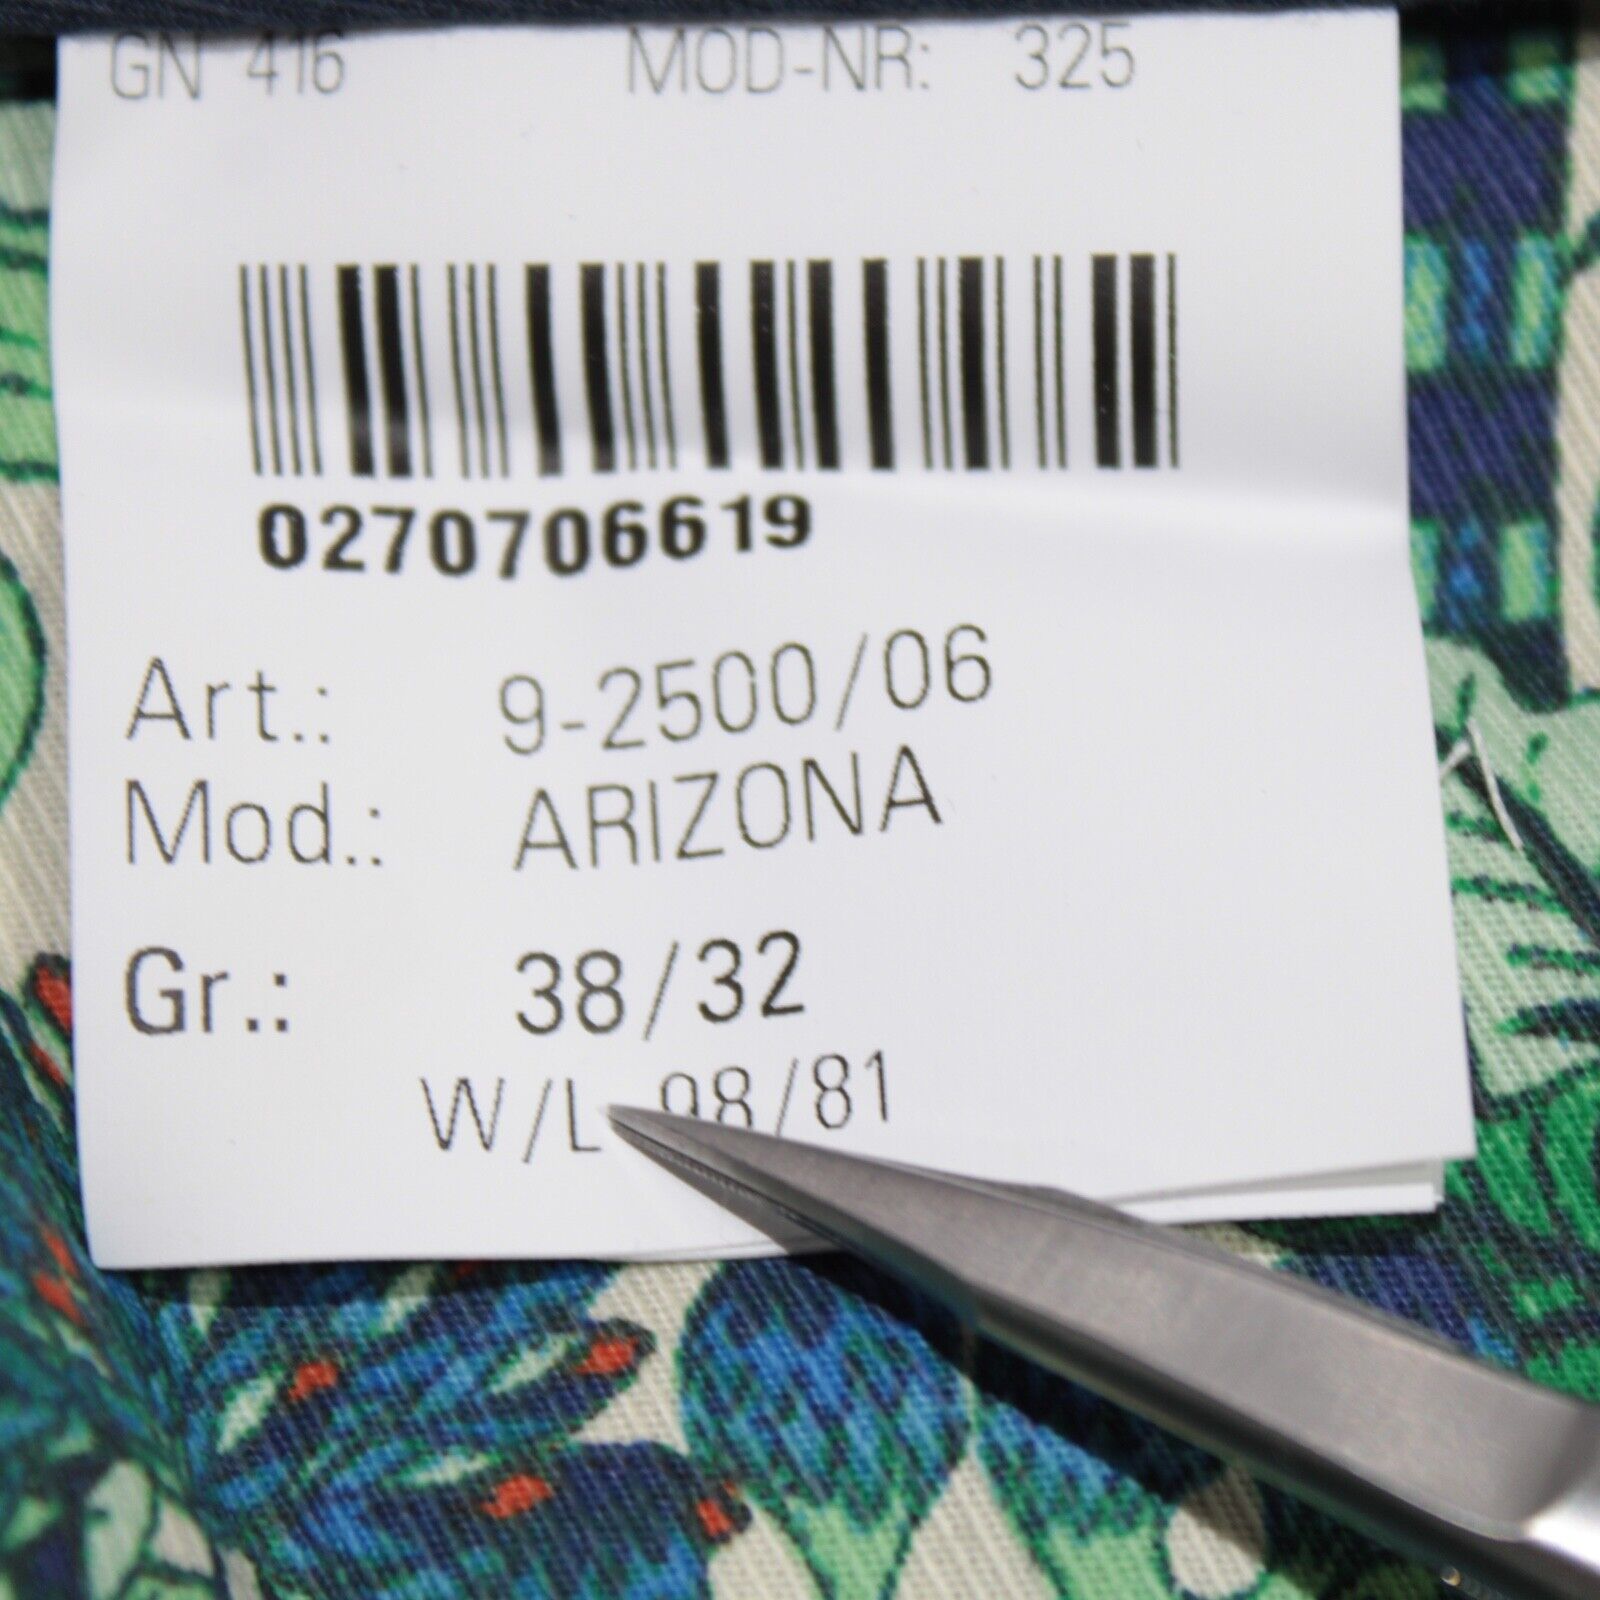 GN 416 MOD-NR: 325
0270706619
Art.: 9-2500/06
Mod.: ARIZONA
Gr.: 38/32
W/L 98/81